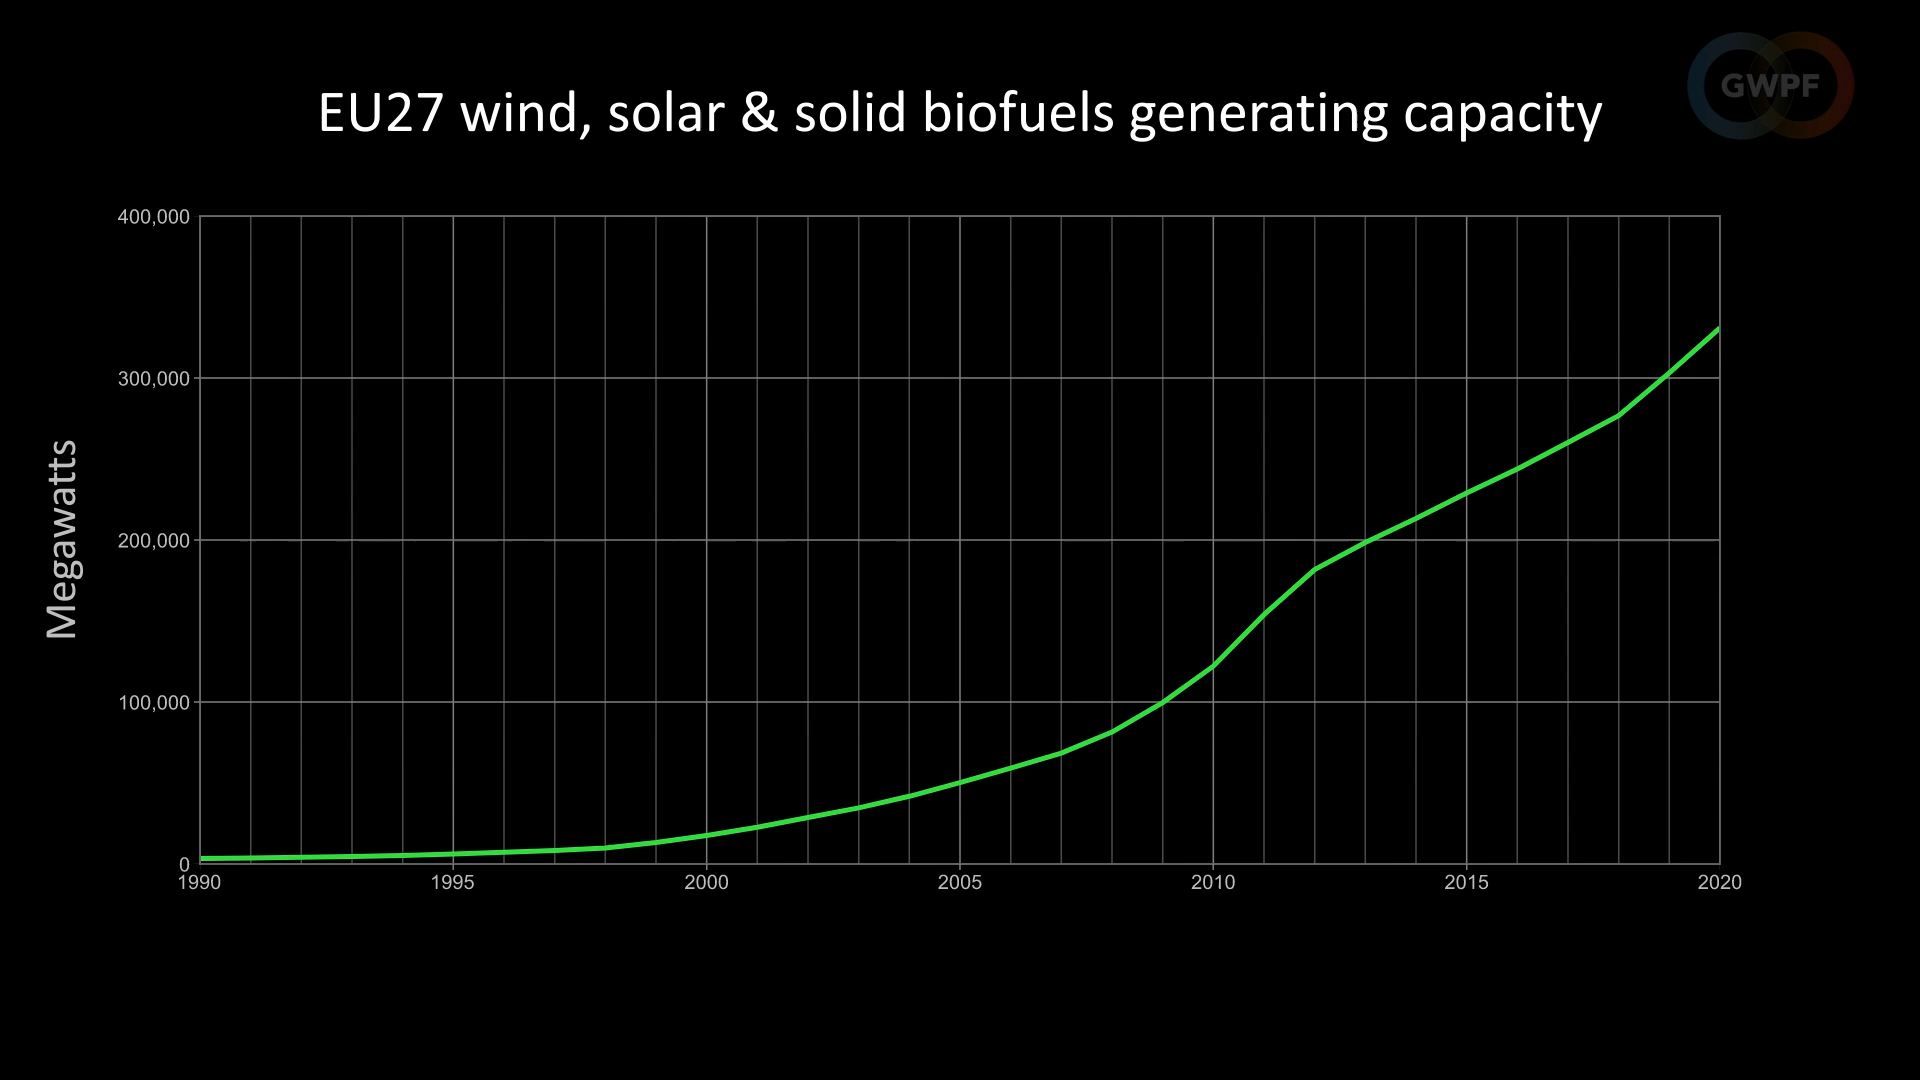 GWPF
EU27 wind, solar & solid biofuels generating capacity
400,000
300,000
200,000
100,000
0
Megawatts
1990 1995 2000 2005 2010 2015 2020